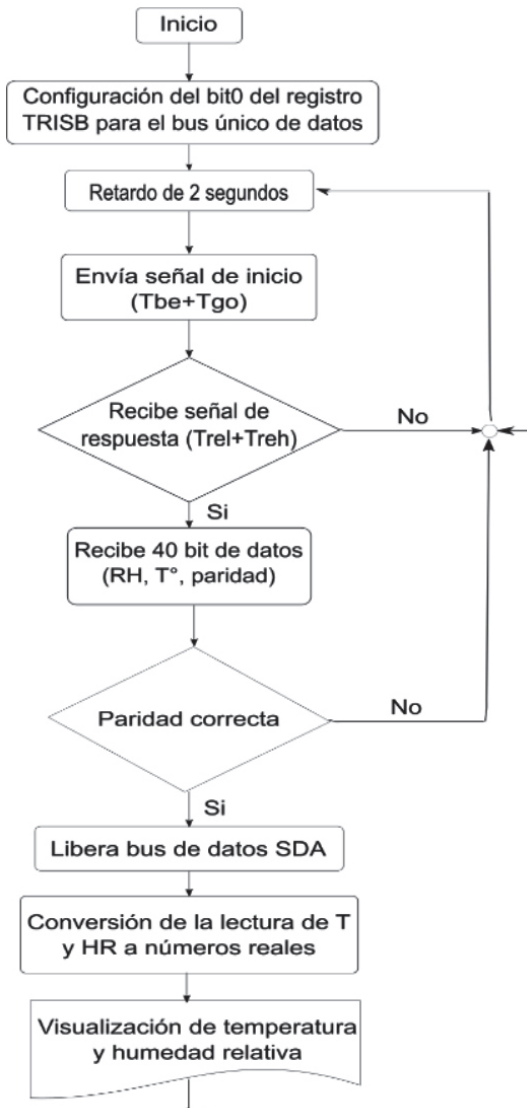 Inicio
Configuración del bit0 del registro
TRISB para el bus único de datos
Retardo de 2 segundos
Envía señal de inicio
(Tbe+Tgo)
Recibe señal de
respuesta (Trel+Treh)
No
Si
Recibe 40 bit de datos
(RH, T°, paridad)
Paridad correcta
No
Si
Libera bus de datos SDA
Conversión de la lectura de T
y HR a números reales
Visualización de temperatura
y humedad relativa